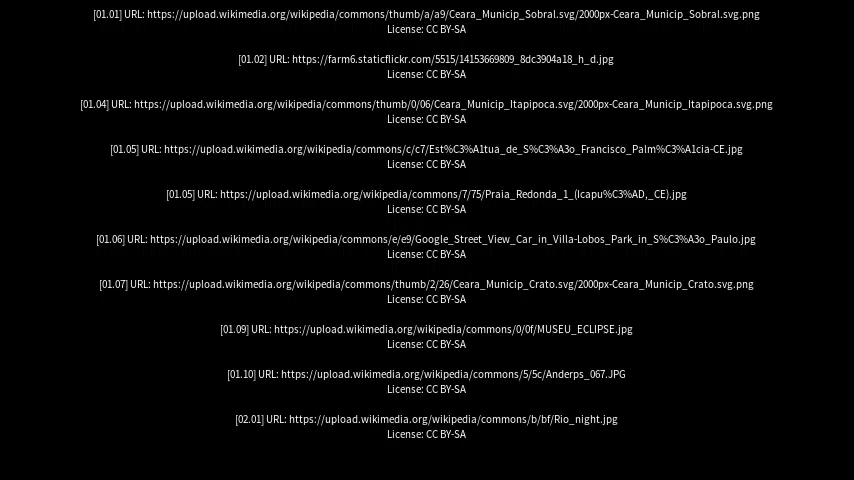 [01.01] URL: https://upload.wikimedia.org/wikipedia/commons/thumb/a/a9/Ceara_Municip_Sobral.svg/2000px-Ceara_Municip_Sobral.svg.png
License: CC BY-SA
[01.02] URL: https://farm6.staticflickr.com/5515/14153669809_8dc3904a18_h_d.jpg
License: CC BY-SA
[01.04] URL: https://upload.wikimedia.org/wikipedia/commons/thumb/0/06/Ceara_Municip_Itapipoca.svg/2000px-Ceara_Municip_Itapipoca.svg.png
License: CC BY-SA
[01.05] URL: https://upload.wikimedia.org/wikipedia/commons/c/c7/Est%C3%A1tua_de_S%C3%A3o_Francisco_Palm%C3%A1cia-CE.jpg
License: CC BY-SA
[01.05] URL: https://upload.wikimedia.org/wikipedia/commons/7/75/Praia_Redonda_1_(Icapu%C3%AD,_CE).jpg
License: CC BY-SA
[01.06] URL: https://upload.wikimedia.org/wikipedia/commons/e/e9/Google_Street_View_Car_in_Villa-Lobos_Park_in_S%C3%A3o_Paulo.jpg
License: CC BY-SA
[01.07] URL: https://upload.wikimedia.org/wikipedia/commons/thumb/2/26/Ceara_Municip_Crato.svg/2000px-Ceara_Municip_Crato.svg.png
License: CC BY-SA
[01.09] URL: https://upload.wikimedia.org/wikipedia/commons/0/0f/MUSEU_ECLIPSE.jpg
License: CC BY-SA
[01.10] URL: https://upload.wikimedia.org/wikipedia/commons/5/5c/Anderps_067.JPG
License: CC BY-SA
[02.01] URL: https://upload.wikimedia.org/wikipedia/commons/b/bf/Rio_night.jpg
License: CC BY-SA